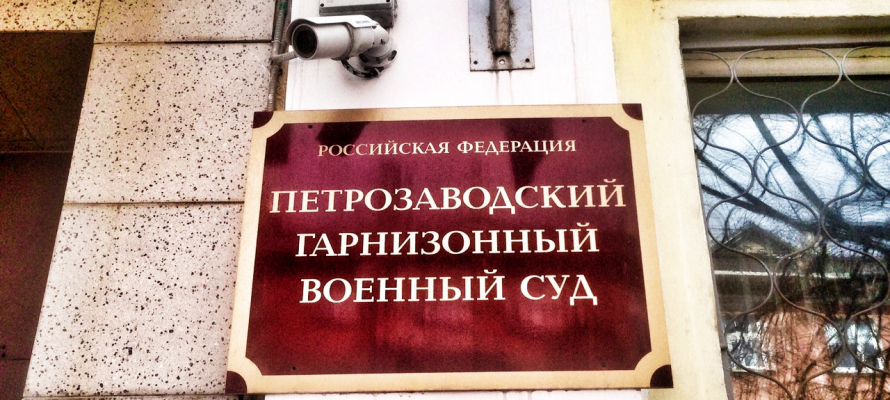 РОССИЙСКАЯ ФЕДЕРАЦИЯ
ПЕТРОЗАВОДСКИЙ
ГАРНИЗОННЫЙ
ВОЕННЫЙ СУД